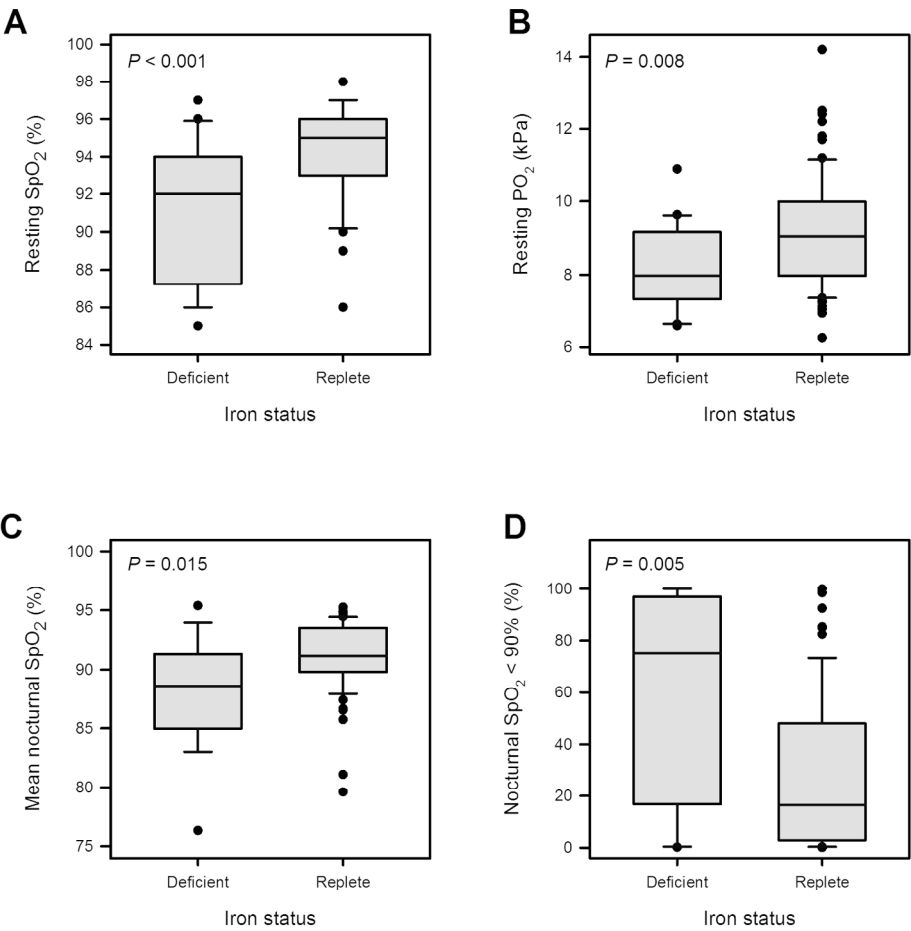 A
P < 0.001
Resting SpO2 (%)
100
98
96
94
92
90
88
86
84
Deficient
Replete
Iron status
B
P = 0.008
Resting PO2 (kPa)
14
12
10
8
6
Deficient
Replete
Iron status
C
P = 0.015
Mean nocturnal SpO2 (%)
100
95
90
85
80
75
Deficient
Replete
Iron status
D
P = 0.005
Nocturnal SpO2 < 90% (%)
100
80
60
40
20
0
Deficient
Replete
Iron status